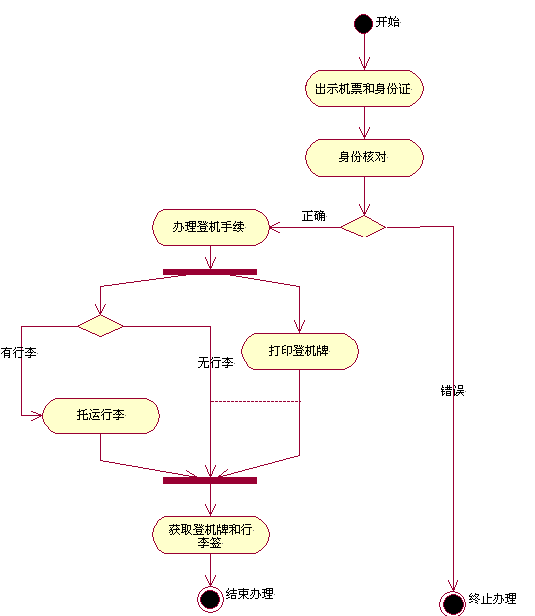 开始
出示机票和身份证
身份核对
正确
办理登机手续
有行李
无行李
打印登机牌
错误
托运行李
获取登机牌和行
李签
结束办理
终止办理